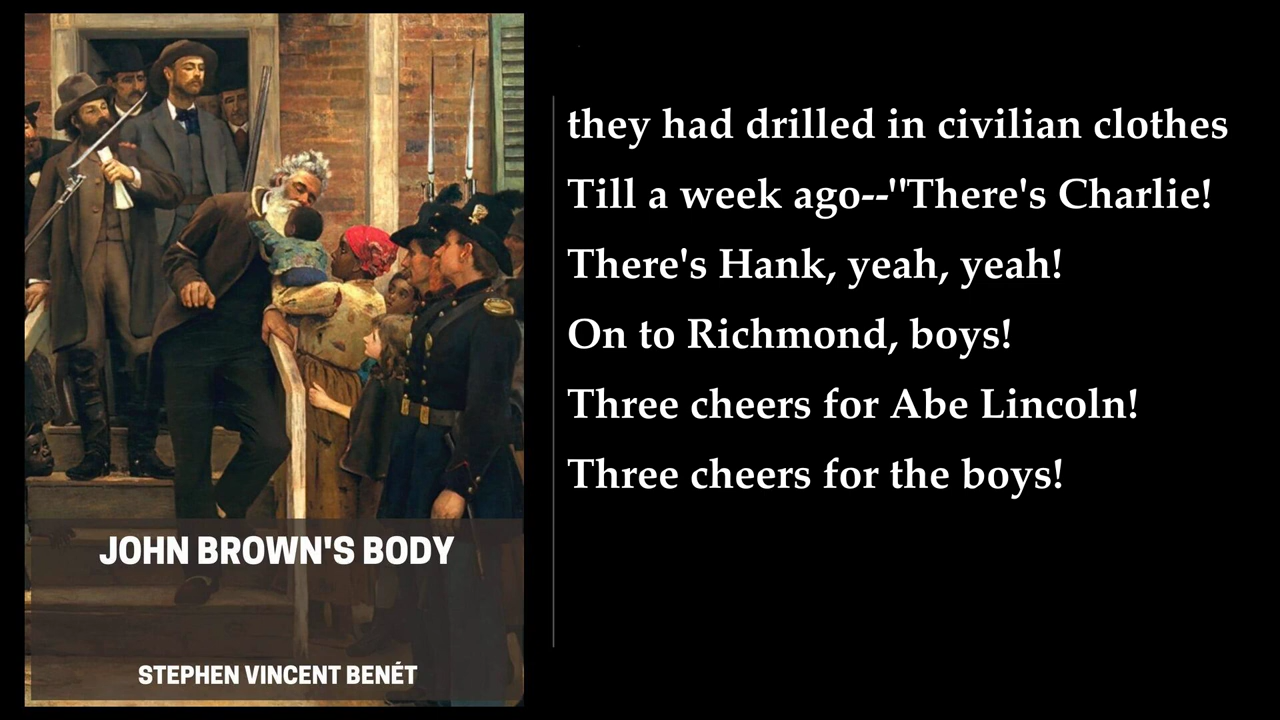 JOHN BROWN'S BODY
STEPHEN VINCENT BENÉT
they had drilled in civilian clothes
Till a week ago--"There's Charlie!
There's Hank, yeah, yeah!
On to Richmond, boys!
Three cheers for Abe Lincoln!
Three cheers for the boys!